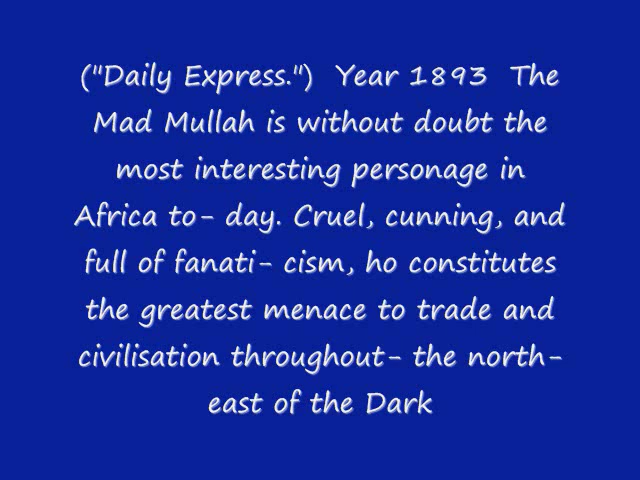 ("Daily Express.") Year 1893 The
Mad Mullah is without doubt the
most interesting personage in
Africa to- day. Cruel, cunning, and
full of fanati- cism, ho constitutes
the greatest menace to trade and
civilisation throughout- the north-
east of the Dark